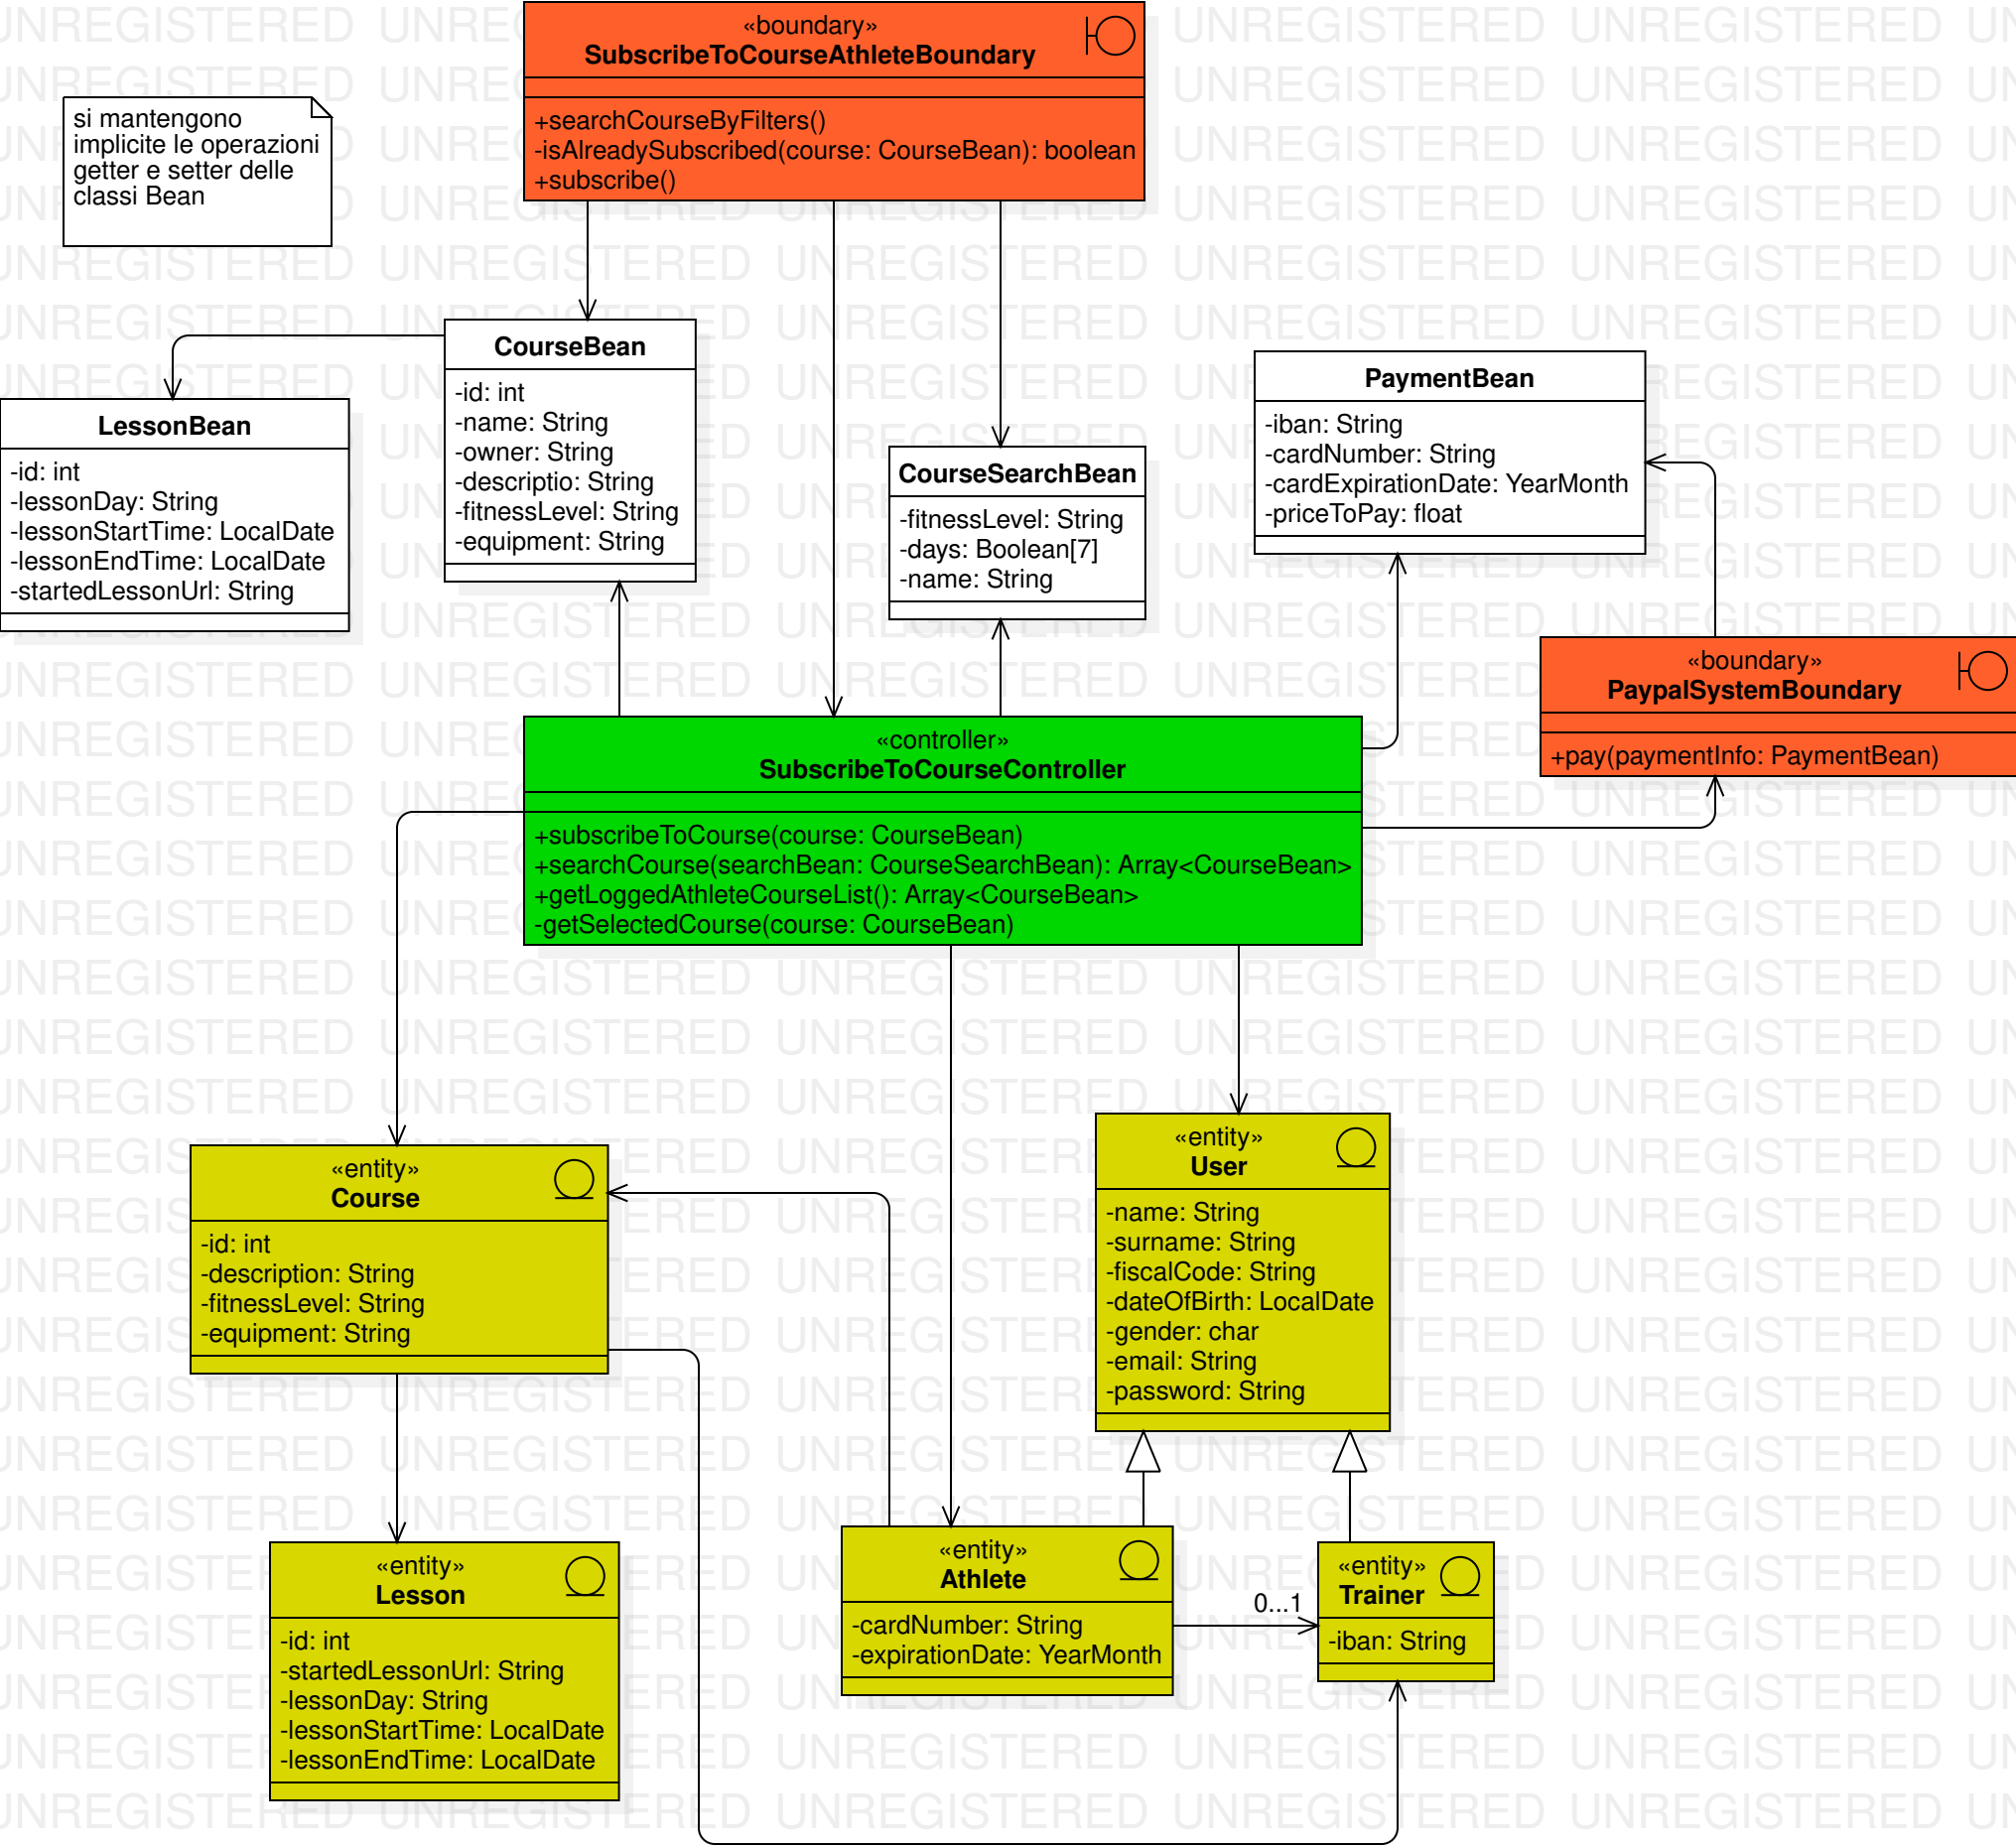 «boundary»
SubscribeToCourseAthleteBoundary
+searchCourseByFilters()
-isAlreadySubscribed(course: CourseBean): boolean
+subscribe()
si mantengono
implicite le operazioni
getter e setter delle
classi Bean
CourseBean
-id: int
-name: String
-owner: String
-descriptio: String
-fitnessLevel: String
-equipment: String
LessonBean
-id: int
-lessonDay: String
-lessonStartTime: LocalDate
-lessonEndTime: LocalDate
-startedLessonUrl: String
CourseSearchBean
-fitnessLevel: String
-days: Boolean[7]
-name: String
PaymentBean
-iban: String
-cardNumber: String
-cardExpirationDate: YearMonth
-priceToPay: float
«boundary»
PaypalSystemBoundary
+pay(paymentInfo: PaymentBean)
«controller»
SubscribeToCourseController
+subscribeToCourse(course: CourseBean)
+searchCourse(searchBean: CourseSearchBean): Array<CourseBean>
+getLoggedAthleteCourseList(): Array<CourseBean>
-getSelectedCourse(course: CourseBean)
«entity»
Course
-id: int
-description: String
-fitnessLevel: String
-equipment: String
«entity»
User
-name: String
-surname: String
-fiscalCode: String
-dateOfBirth: LocalDate
-gender: char
-email: String
-password: String
«entity»
Lesson
-id: int
-startedLessonUrl: String
-lessonDay: String
-lessonStartTime: LocalDate
-lessonEndTime: LocalDate
«entity»
Athlete
-cardNumber: String
-expirationDate: YearMonth
0...1
«entity»
Trainer
-iban: String
UNREGISTERED